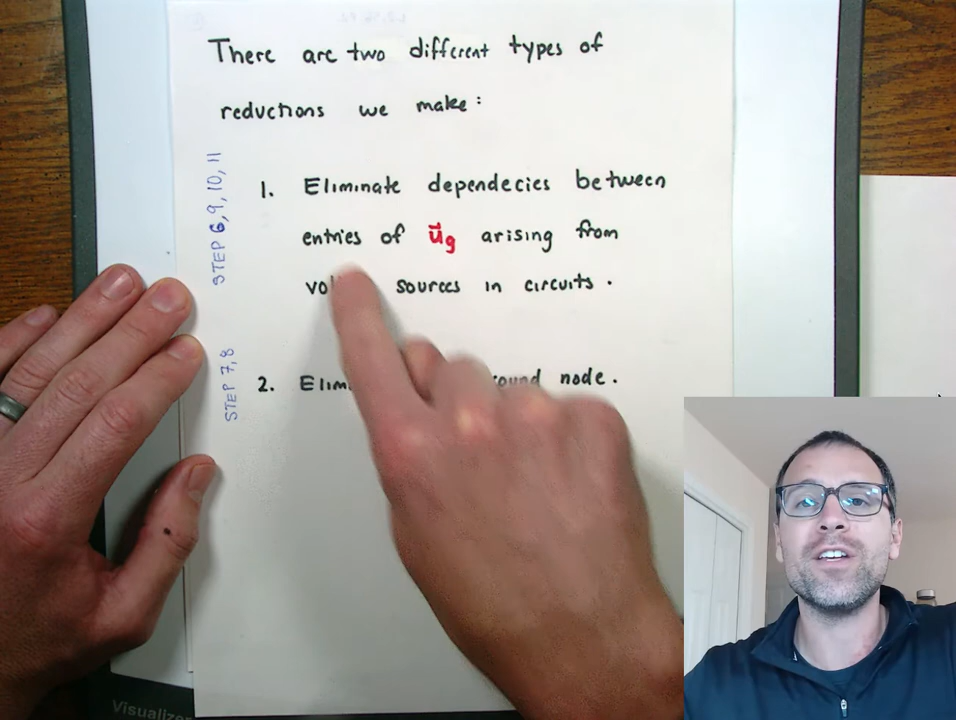 There are two different types of
reductions we make:
STEP 6, 9, 10, 11
1. Eliminate dependecies between
entries of u⃗g arising from
sources in circuits.
STEP 7, 8
2. node.
Visualizer